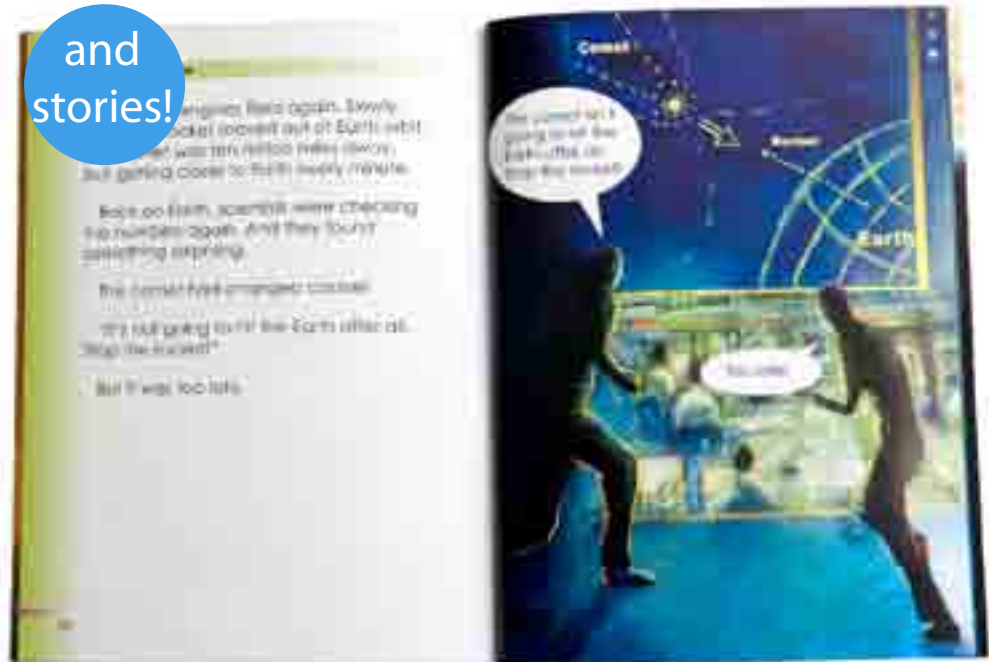 and
stories!
engines fired again. Slowly
rocket moved out of Earth orbit
was ten million miles away,
but getting closer to Earth every minute.
Back on Earth, scientists were checking
the numbers again. And they found
something surprising.
The comet had changed course!
"It's not going to hit the Earth after all.
Stop the rocket!"
But it was too late.
Comet
The comet isn't
going to hit the
Earth after all.
Stop the rocket!
Rocket
Earth
Too late!